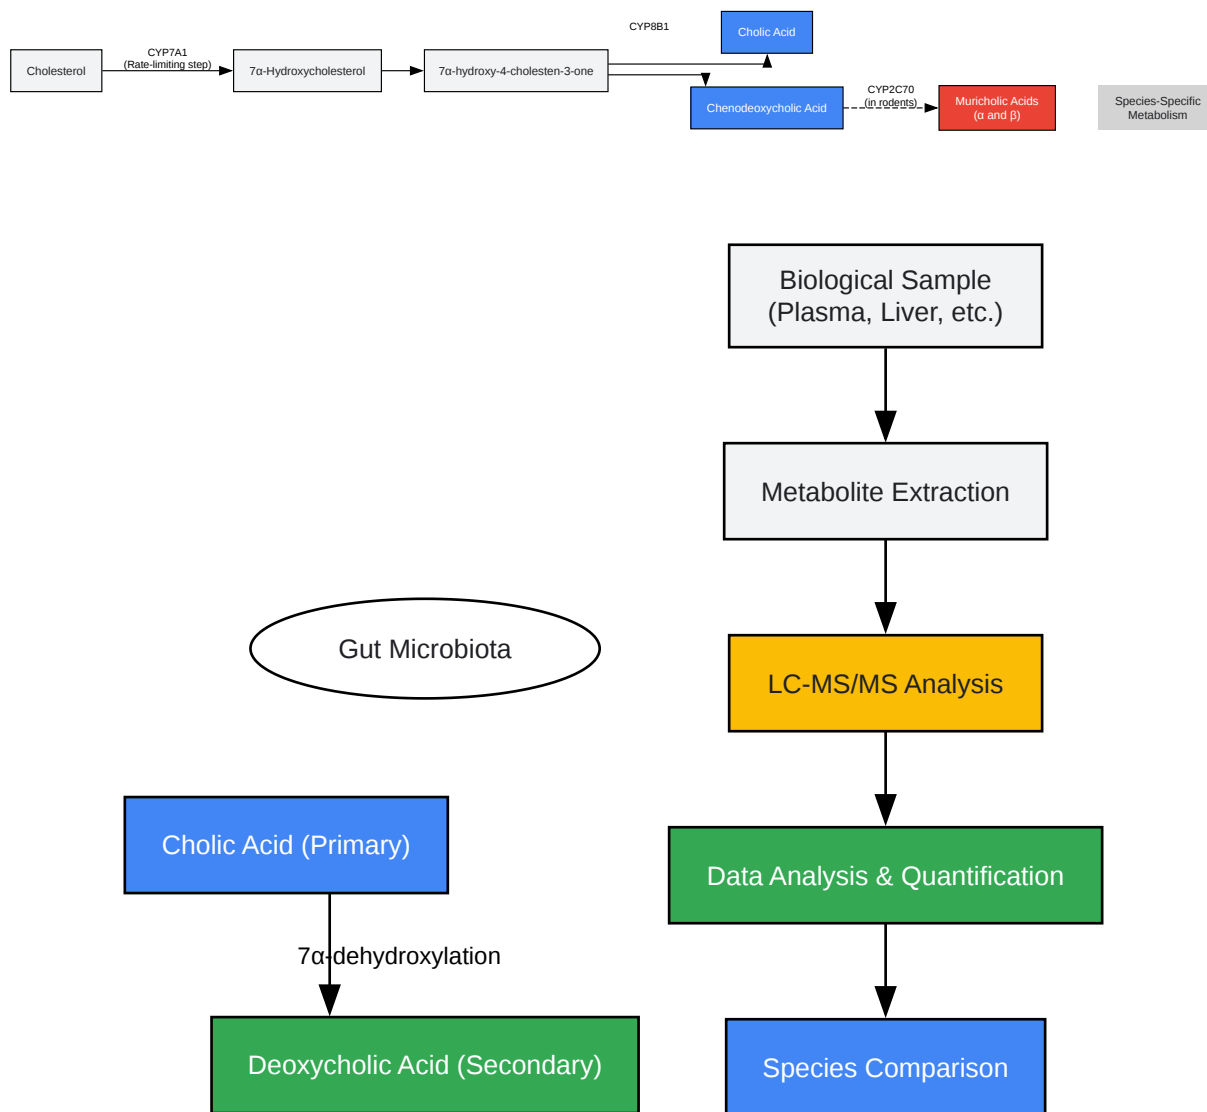 CYP8B1
Cholic Acid
CYP7A1
(Rate-limiting step)
Cholesterol
7α-Hydroxycholesterol
7α-hydroxy-4-cholesten-3-one
Chenodeoxycholic Acid
CYP2C70
(in rodents)
Muricholic Acids
(α and β)
Species-Specific
Metabolism
Biological Sample
(Plasma, Liver, etc.)
Metabolite Extraction
Gut Microbiota
LC-MS/MS Analysis
Cholic Acid (Primary)
Data Analysis & Quantification
7α-dehydroxylation
Deoxycholic Acid (Secondary)
Species Comparison